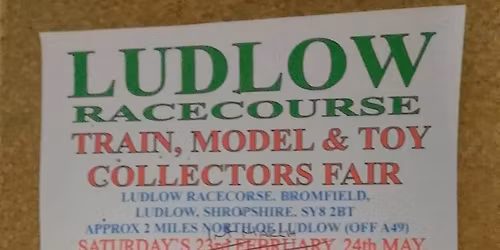 LUDLOW
RACECOURSE
TRAIN, MODEL & TOY
COLLECTORS FAIR
LUDLOW RACECORSE. BROMFIELD,
LUDLOW, SHROPSHIRE. SY8 2BT
APPROX 2 MILES NORTH OF LUDLOW (OFF A49)
SATURDAY'S 23rd FEBRUARY, 24th MAY